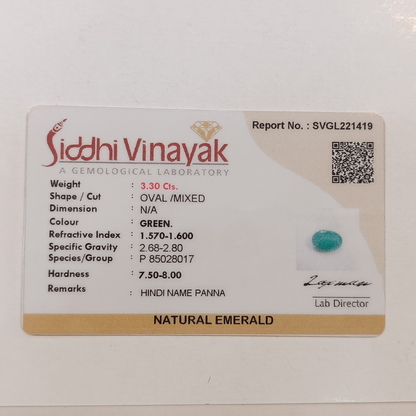 Siddhi Vinayak
A GEMOLOGICAL LABORATORY
Report No. : SVGL221419
Weight : 3.30 Cts.
Shape / Cut : OVAL /MIXED
Dimension : N/A
Colour : GREEN.
Refractive Index : 1.570-1.600
Specific Gravity : 2.68-2.80
Species/Group : P 85028017
Hardness : 7.50-8.00
Remarks : HINDI NAME PANNA
Lab Director
NATURAL EMERALD